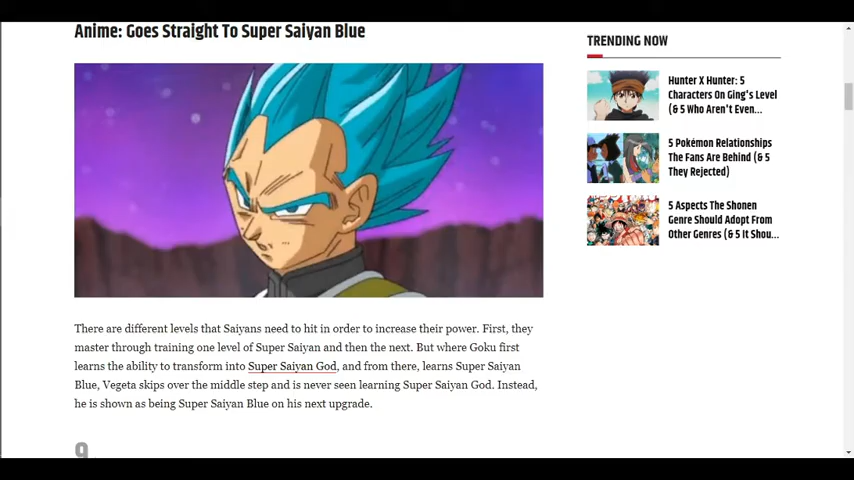 Anime: Goes Straight To Super Saiyan Blue
There are different levels that Saiyans need to hit in order to increase their power. First, they
master through training one level of Super Saiyan and then the next. But where Goku first
learns the ability to transform into Super Saiyan God, and from there, learns Super Saiyan
Blue, Vegeta skips over the middle step and is never seen learning Super Saiyan God. Instead,
he is shown as being Super Saiyan Blue on his next upgrade.
9
TRENDING NOW
Hunter X Hunter: 5
Characters On Ging's Level
(& 5 Who Aren't Even...
5 Pokémon Relationships
The Fans Are Behind (& 5
They Rejected)
5 Aspects The Shonen
Genre Should Adopt From
Other Genres (& 5 It Shou...